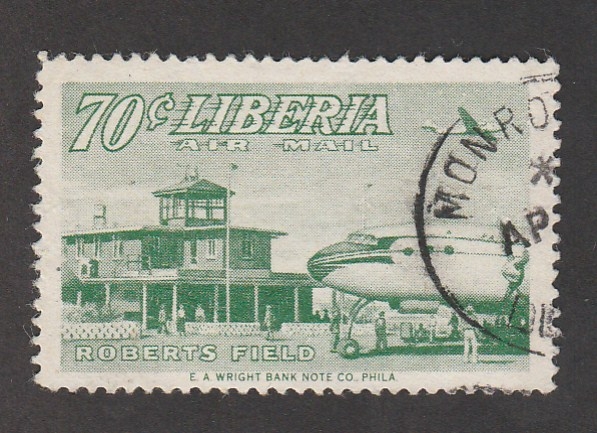 70¢ LIBERIA
AIR MAIL
MONRO
*
AP
ROBERTS FIELD
E. A. WRIGHT BANK NOTE CO., PHILA.